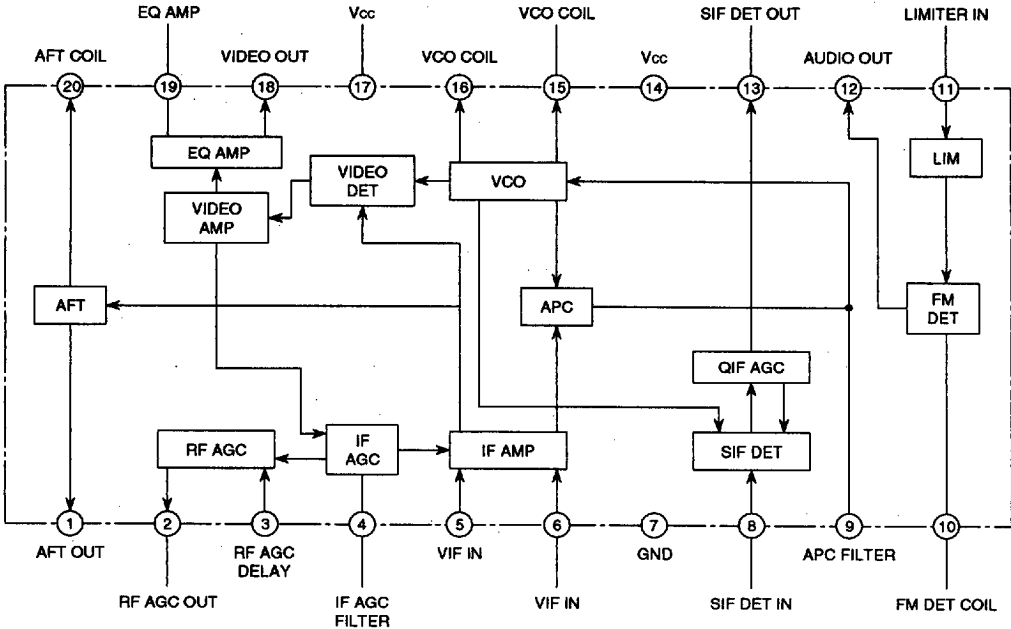 EQ AMP
Vcc
VCO COIL
SIF DET OUT
LIMITER IN
AFT COIL
VIDEO OUT
VCO COIL
Vcc
AUDIO OUT
20
19
18
17
16
15
14
13
12
11
EQ AMP
VIDEO
DET
VCO
LIM
VIDEO
AMP
AFT
APC
FM
DET
QIF AGC
RF AGC
IF
AGC
IF AMP
SIF DET
1
2
3
4
5
6
7
8
9
10
AFT OUT
RF AGC
DELAY
VIF IN
GND
APC FILTER
RF AGC OUT
IF AGC
FILTER
VIF IN
SIF DET IN
FM DET COIL